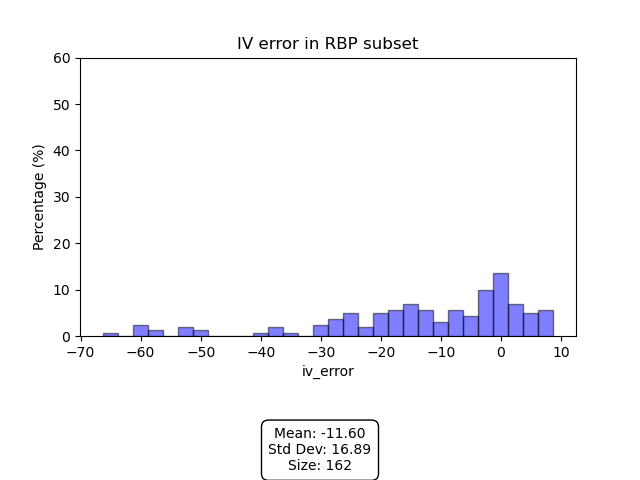 IV error in RBP subset
60
50
40
30
20
10
0
Percentage (%)
−70 −60 −50 −40 −30 −20 −10 0 10
iv_error
Mean: -11.60
Std Dev: 16.89
Size: 162